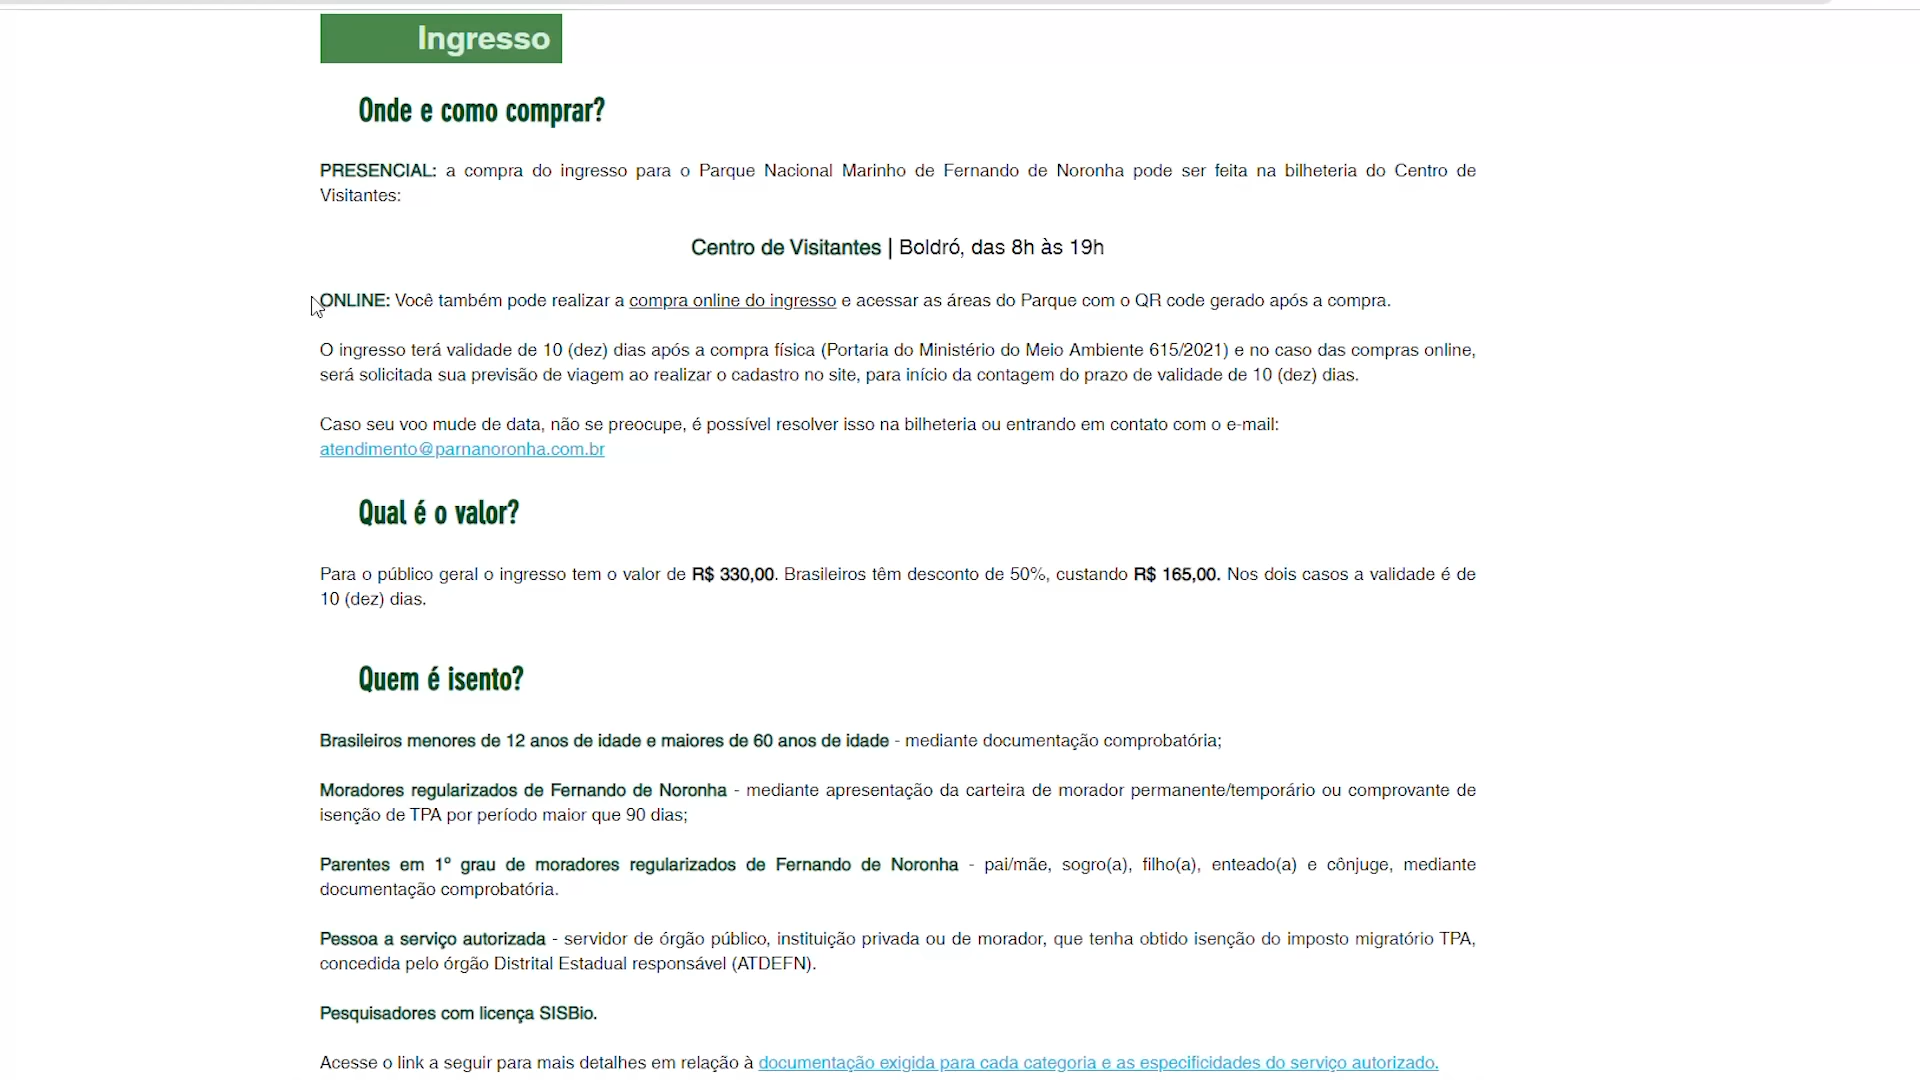 Ingresso
Onde e como comprar?
PRESENCIAL: a compra do ingresso para o Parque Nacional Marinho de Fernando de Noronha pode ser feita na bilheteria do Centro de
Visitantes:
Centro de Visitantes | Boldró, das 8h às 19h
ONLINE: Você também pode realizar a compra online do ingresso e acessar as áreas do Parque com o QR code gerado após a compra.
O ingresso terá validade de 10 (dez) dias após a compra física (Portaria do Ministério do Meio Ambiente 615/2021) e no caso das compras online,
será solicitada sua previsão de viagem ao realizar o cadastro no site, para início da contagem do prazo de validade de 10 (dez) dias.
Caso seu voo mude de data, não se preocupe, é possível resolver isso na bilheteria ou entrando em contato com o e-mail:
atendimento@parnanoronha.com.br
Qual é o valor?
Para o público geral o ingresso tem o valor de R$ 330,00. Brasileiros têm desconto de 50%, custando R$ 165,00. Nos dois casos a validade é de
10 (dez) dias.
Quem é isento?
Brasileiros menores de 12 anos de idade e maiores de 60 anos de idade - mediante documentação comprobatória;
Moradores regularizados de Fernando de Noronha - mediante apresentação da carteira de morador permanente/temporário ou comprovante de
isenção de TPA por período maior que 90 dias;
Parentes em 1º grau de moradores regularizados de Fernando de Noronha - pai/mãe, sogro(a), filho(a), enteado(a) e cônjuge, mediante
documentação comprobatória.
Pessoa a serviço autorizada - servidor de órgão público, instituição privada ou de morador, que tenha obtido isenção do imposto migratório TPA,
concedida pelo órgão Distrital Estadual responsável (ATDEFN).
Pesquisadores com licença SISBio.
Acesse o link a seguir para mais detalhes em relação à documentação exigida para cada categoria e as especificidades do serviço autorizado.